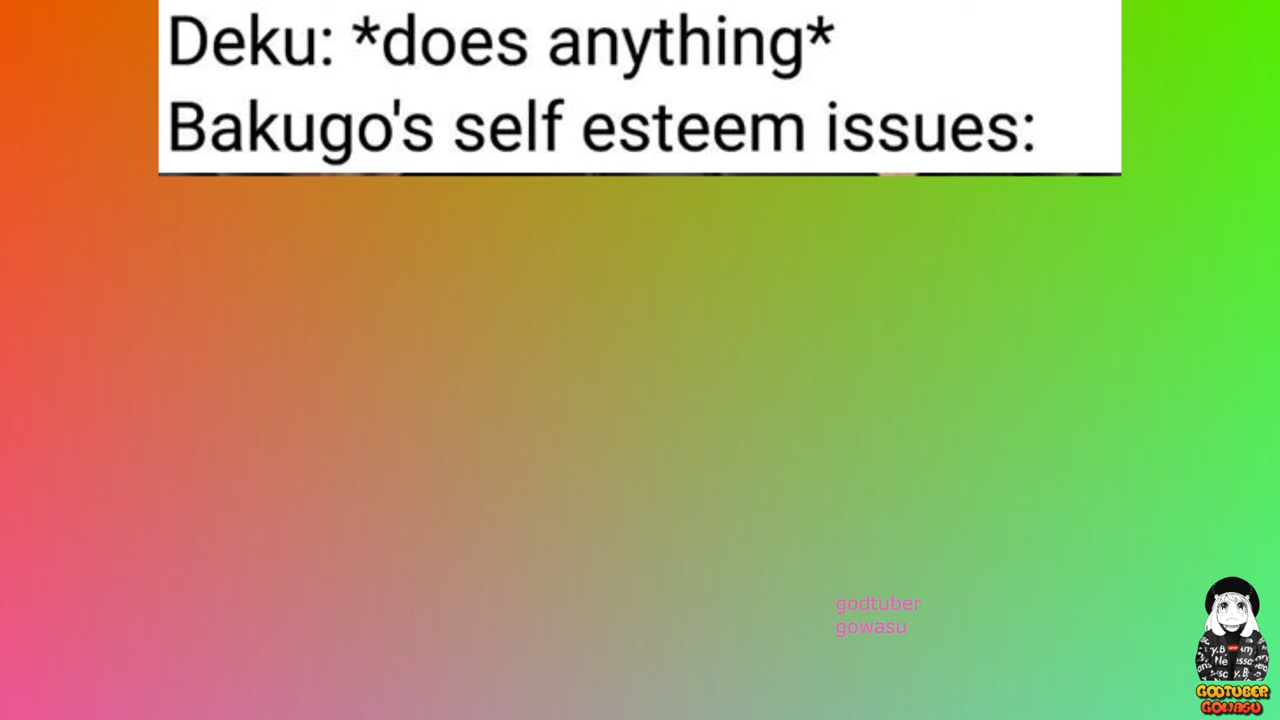 Deku: *does anything*
Bakugo's self esteem issues:
godtuber
gowasu
GODTUBER
GOWASU